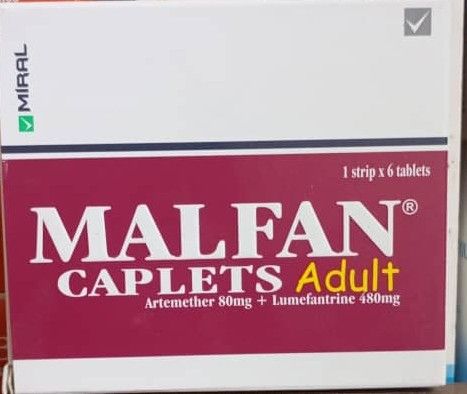 MIRAL
1 strip x 6 tablets
MALFAN®
CAPLETS Adult
Artemether 80mg + Lumefantrine 480mg